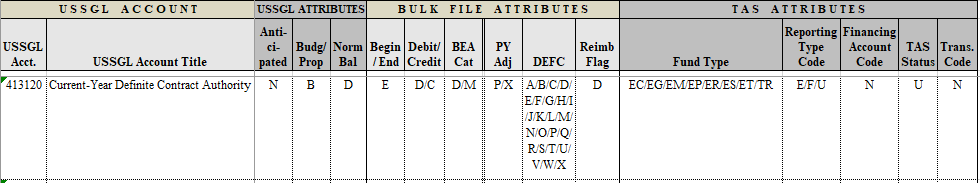 USSGL ACCOUNT USSGL ATTRIBUTES BULK FILE ATTRIBUTES TAS ATTRIBUTES
USSGL Acct.
USSGL Account Title
Anti-ci-pated
Budg/ Prop
Norm Bal
Begin / End
Debit/ Credit
BEA Cat
PY Adj
DEFC
Reimb Flag
Fund Type
Reporting Type Code
Financing Account Code
TAS Status
Trans. Code
413120 Current-Year Definite Contract Authority N B D E D/C D/M P/X A/B/C/D/ D EC/EG/EM/EP/ER/ES/ET/TR E/F/U N U N
E/F/G/H/I
/J/K/L/M/
N/O/P/Q/
R/S/T/U/
V/W/X